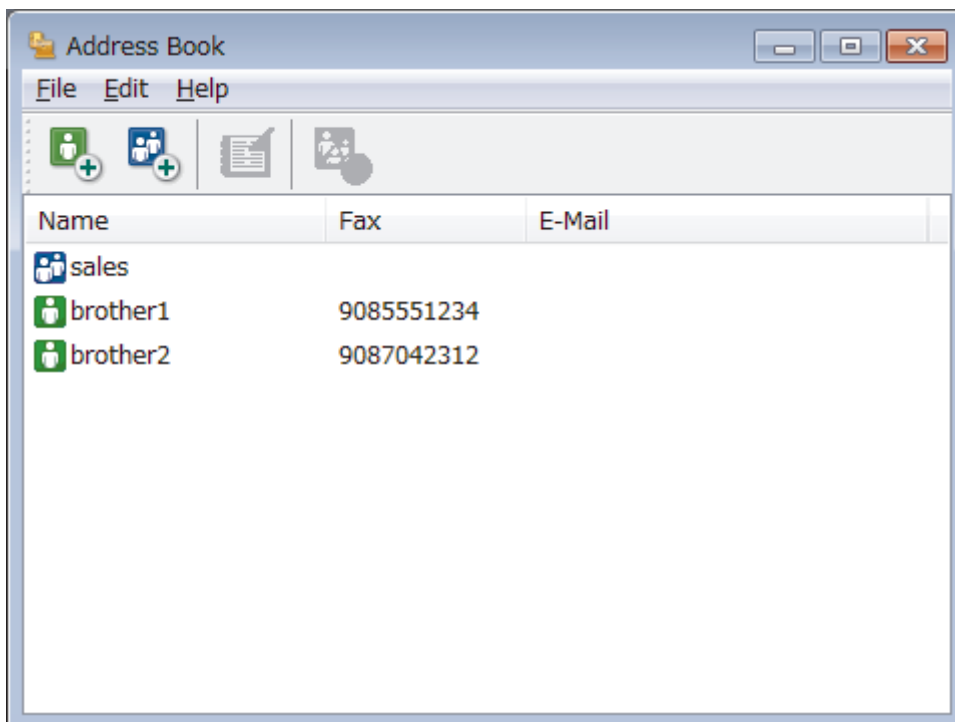 Address Book
File Edit Help
Name Fax E-Mail
sales
brother1 9085551234
brother2 9087042312